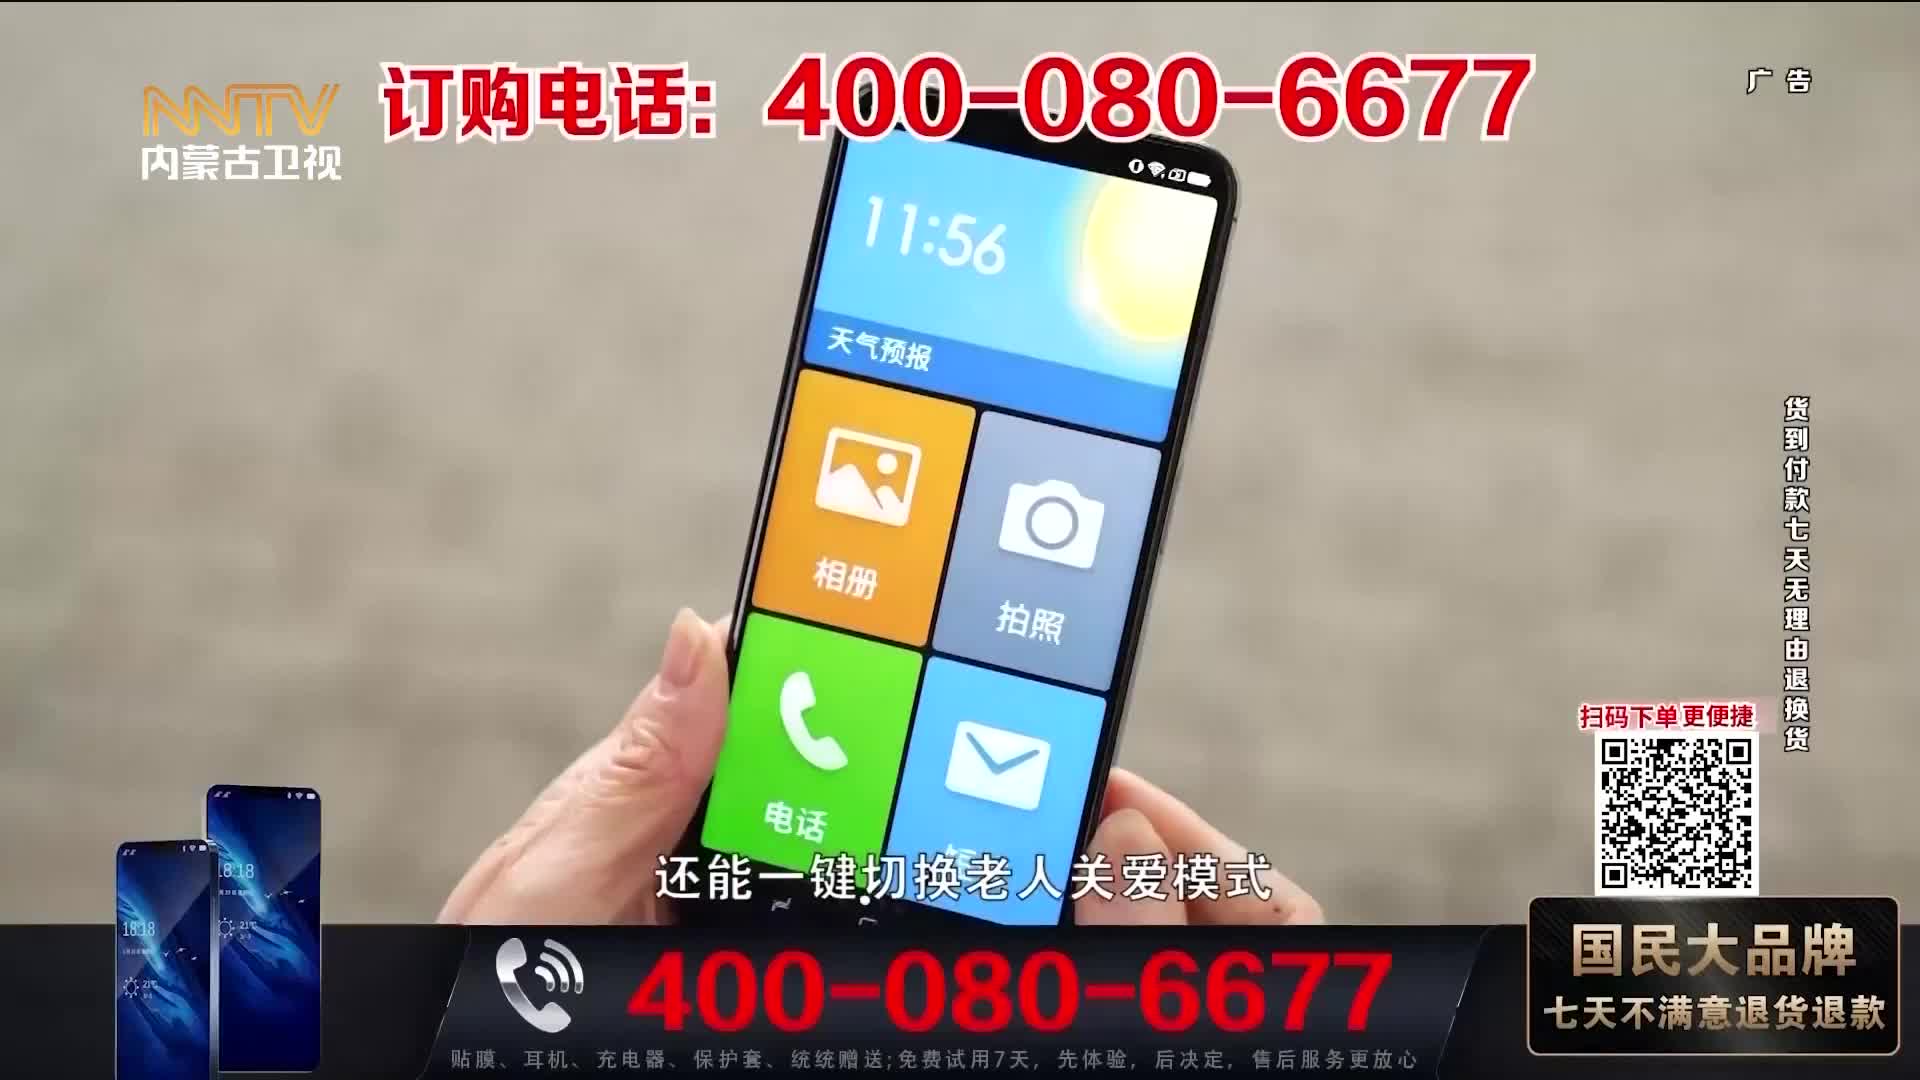 NMTV
内蒙古卫视
订购电话: 400-080-6677
广告
11:56
天气预报
相册
拍照
电话
货到付款七天无理由退换货
扫码下单更便捷
还能一键切换老人关爱模式
18:18
21℃
18:18
21℃
400-080-6677
贴膜、耳机、充电器、保护套、统统赠送;免费试用7天，先体验，后决定，售后服务更放心
国民大品牌
七天不满意退货退款